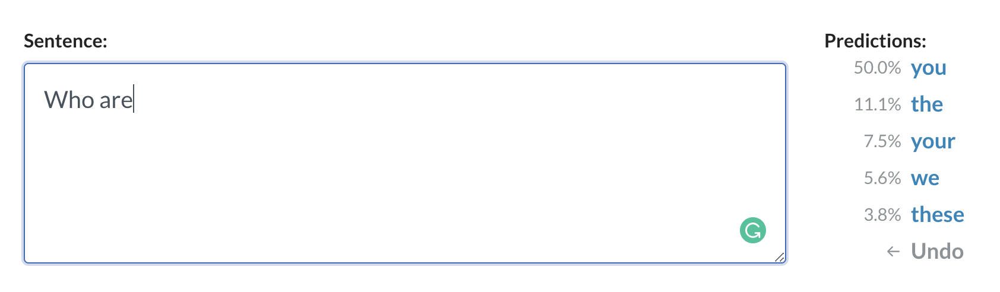 Sentence:
Who are
Predictions:
50.0% you
11.1% the
7.5% your
5.6% we
3.8% these
← Undo